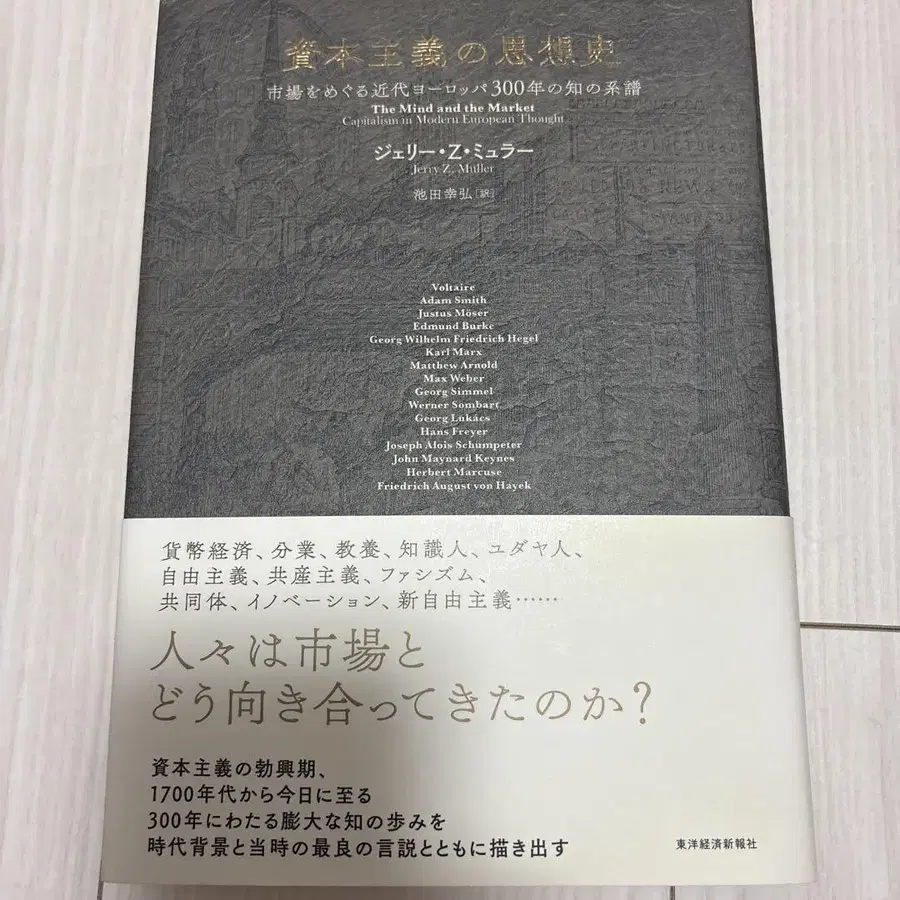 資本主義の思想史
市場をめぐる近代ヨーロッパ300年の知の系譜
The Mind and the Market
Capitalism in Modern European Thought
ジェリー・Z・ミュラー
Jerry Z. Muller
池田幸弘[訳]
Voltaire
Adam Smith
Justus Möser
Edmund Burke
Georg Wilhelm Friedrich Hegel
Karl Marx
Matthew Arnold
Max Weber
Georg Simmel
Werner Sombart
Georg Lukács
Hans Freyer
Joseph Alois Schumpeter
John Maynard Keynes
Herbert Marcuse
Friedrich August von Hayek
貨幣経済、分業、教養、知識人、ユダヤ人、
自由主義、共産主義、ファシズム、
共同体、イノベーション、新自由主義……
人々は市場と
どう向き合ってきたのか?
資本主義の勃興期、
1700年代から今日に至る
300年にわたる膨大な知の歩みを
時代背景と当時の最良の言説とともに描き出す
東洋経済新報社